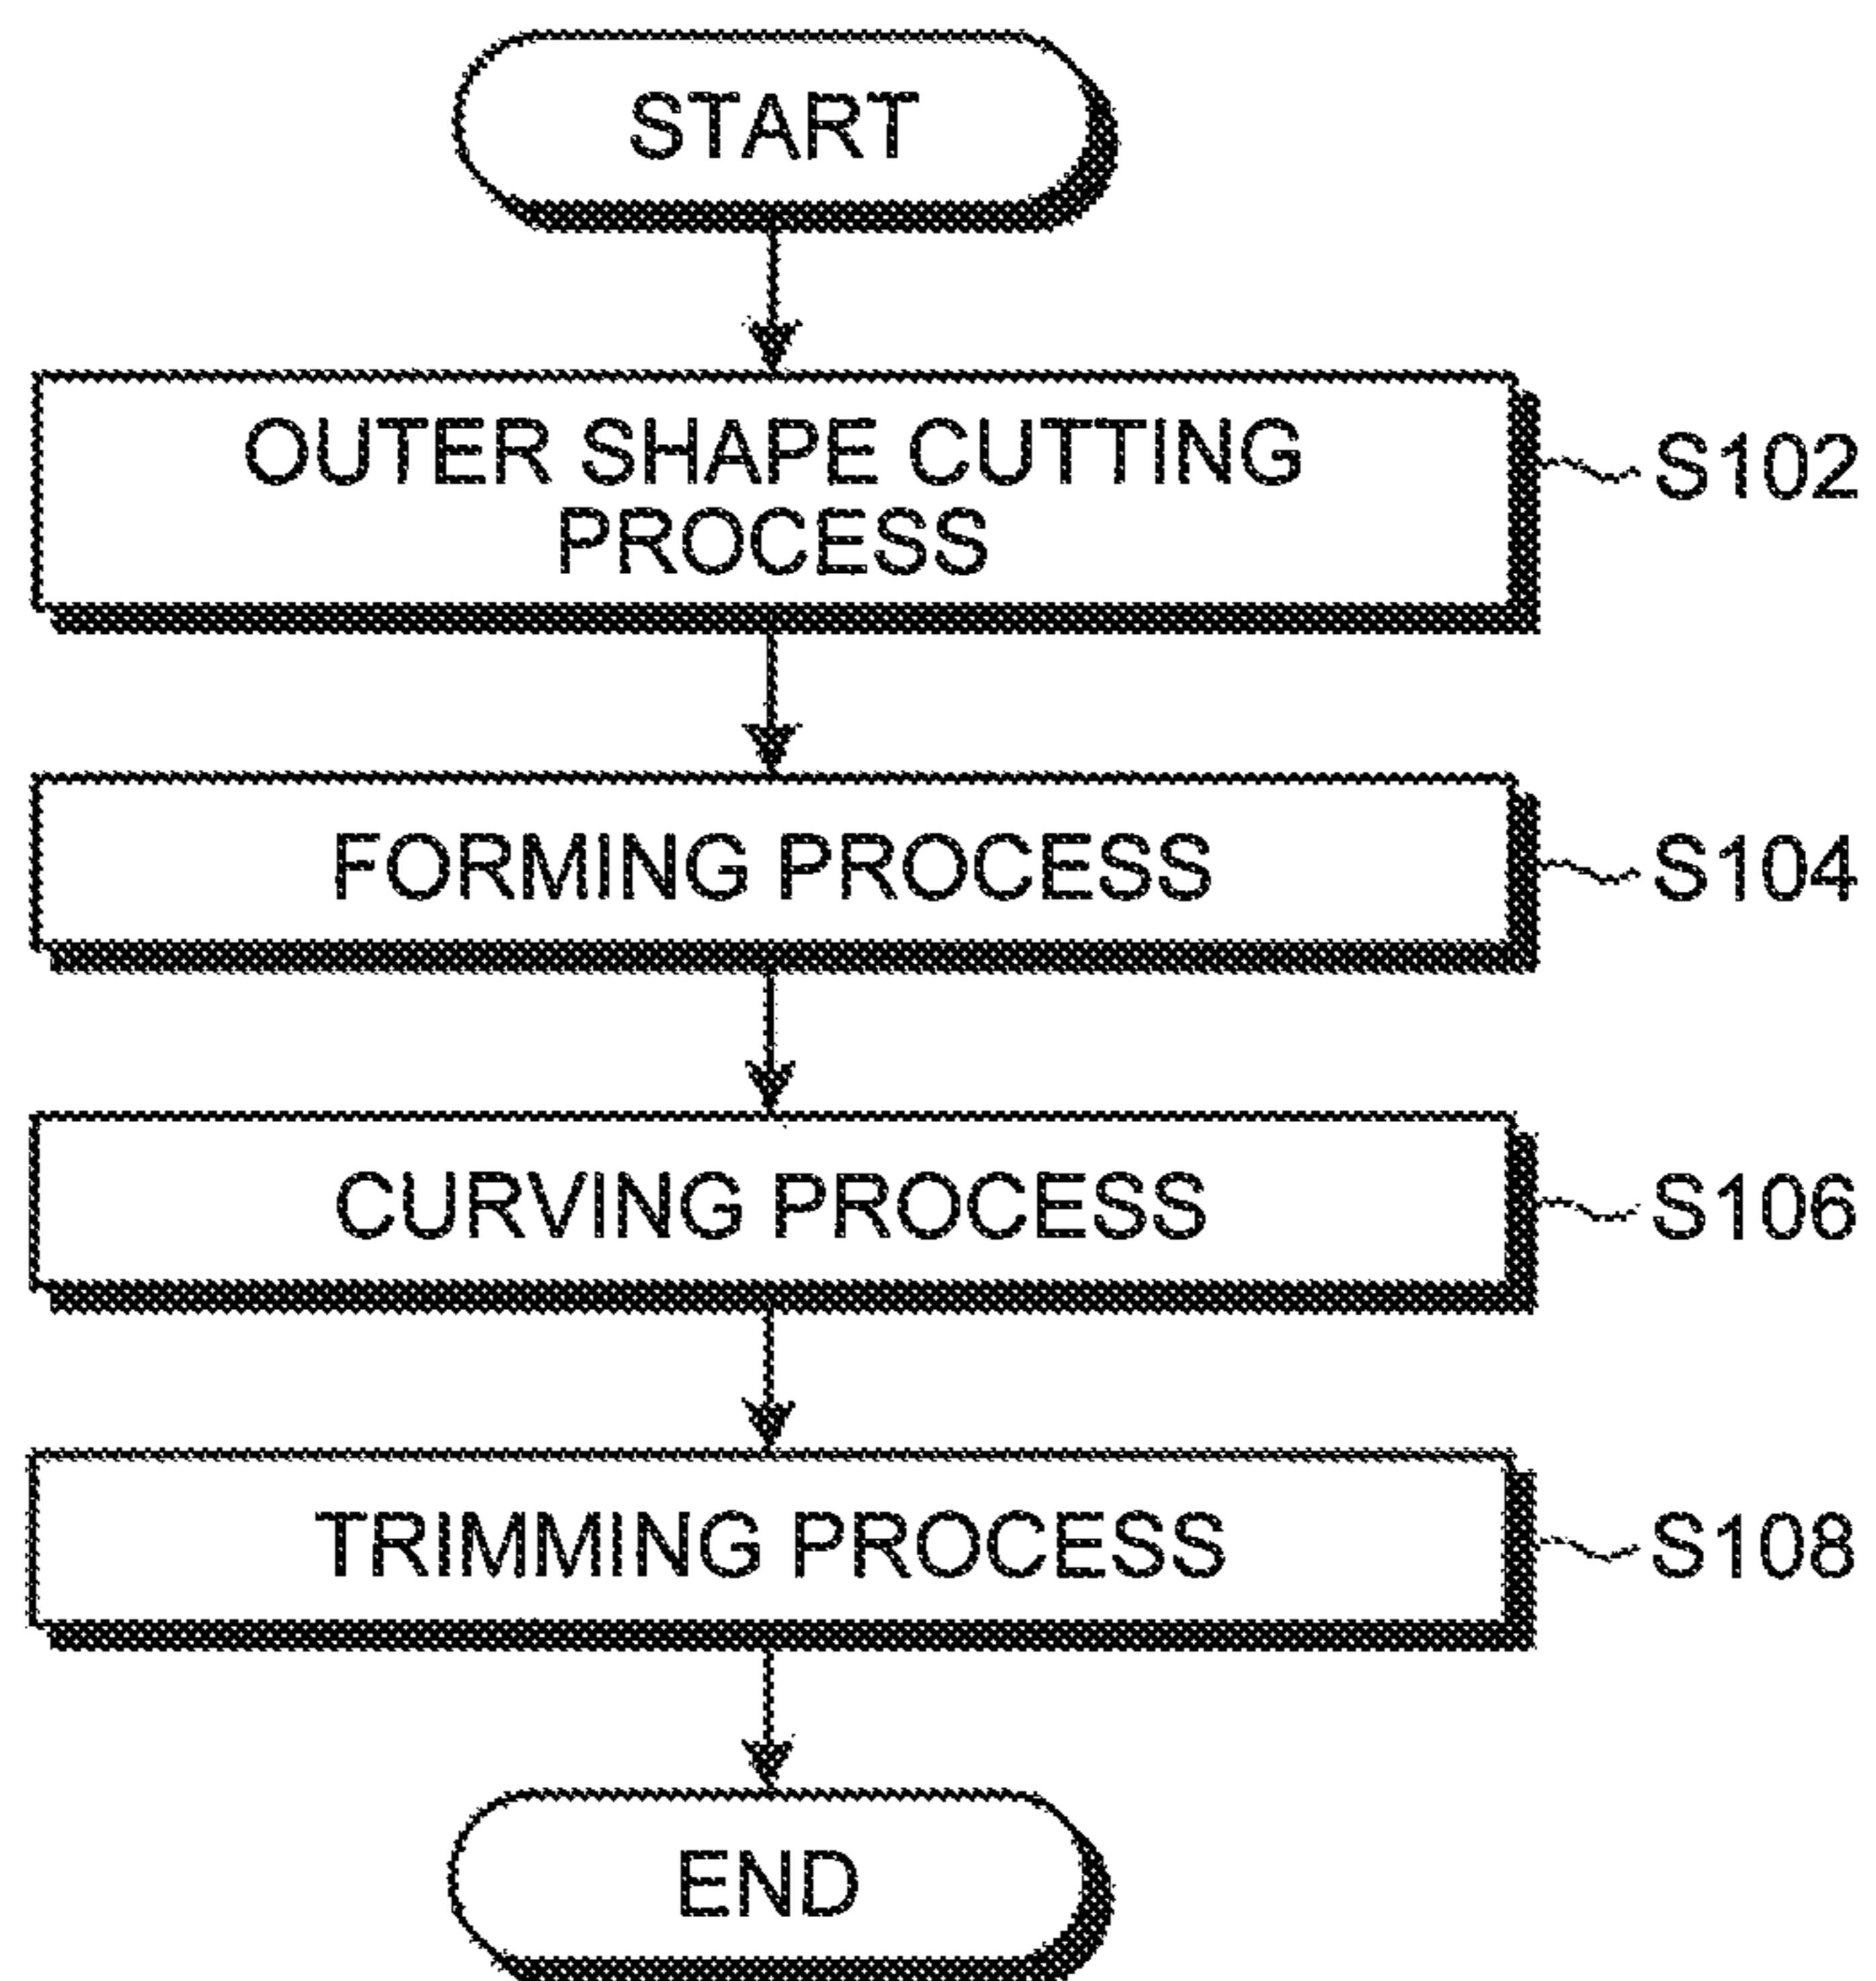 START
OUTER SHAPE CUTTING
PROCESS
S102
FORMING PROCESS
S104
CURVING PROCESS
S106
TRIMMING PROCESS
S108
END